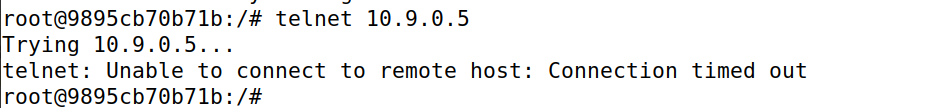 root@9895cb70b71b:/# telnet 10.9.0.5
Trying 10.9.0.5...
telnet: Unable to connect to remote host: Connection timed out
root@9895cb70b71b:/#